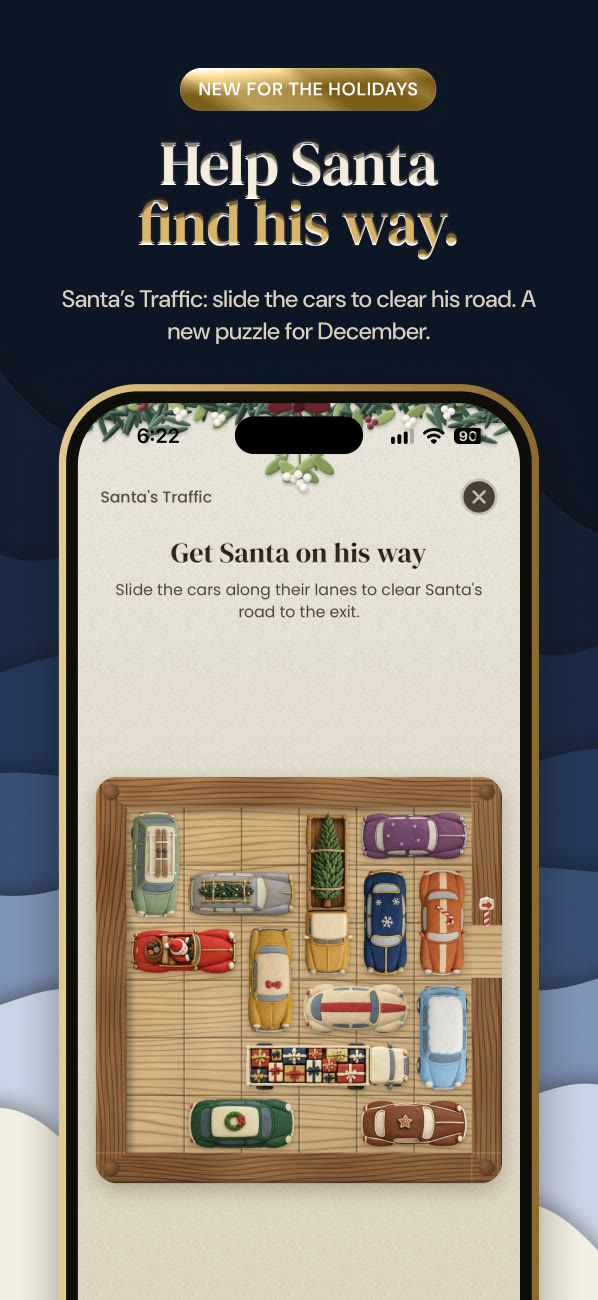 NEW FOR THE HOLIDAYS
Help Santa
find his way.
Santa’s Traffic: slide the cars to clear his road. A
new puzzle for December.
6:22
90
Santa's Traffic
Get Santa on his way
Slide the cars along their lanes to clear Santa's
road to the exit.